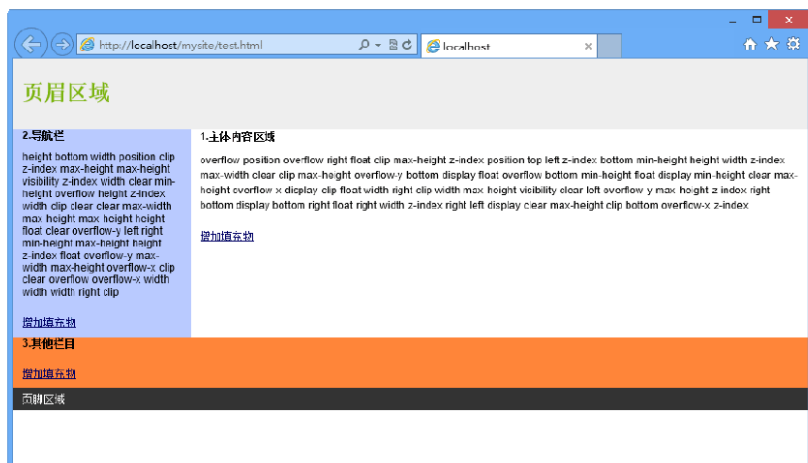 http://localhost/mysite/test.html
localhost
页眉区域
2.导航栏
height bottom width position clip
z-index max-height max-height
visibility z-index width clear min-
height overflow height z-index
width clip clear clear max-width
max height max height height
float clear overflow-y left right
min-height max-height height
z-index float overflow-y max-
width max-height overflow-x clip
clear overflow overflow-x width
width width right clip
增加填充物
1.主体内容区域
overflow position overflow right float clip max-height z-index position top left z-index bottom min-height height width z-index
max-width clear clip max-height overflow-y bottom display float overflow bottom min-height float display min-height clear max-
height overflow x display clip float width right clip width max height visibility clear left overflow y max height z index right
bottom display bottom right float right width z-index right left display clear max-height clip bottom overflow-x z-index
增加填充物
3.其他栏目
增加填充物
页脚区域